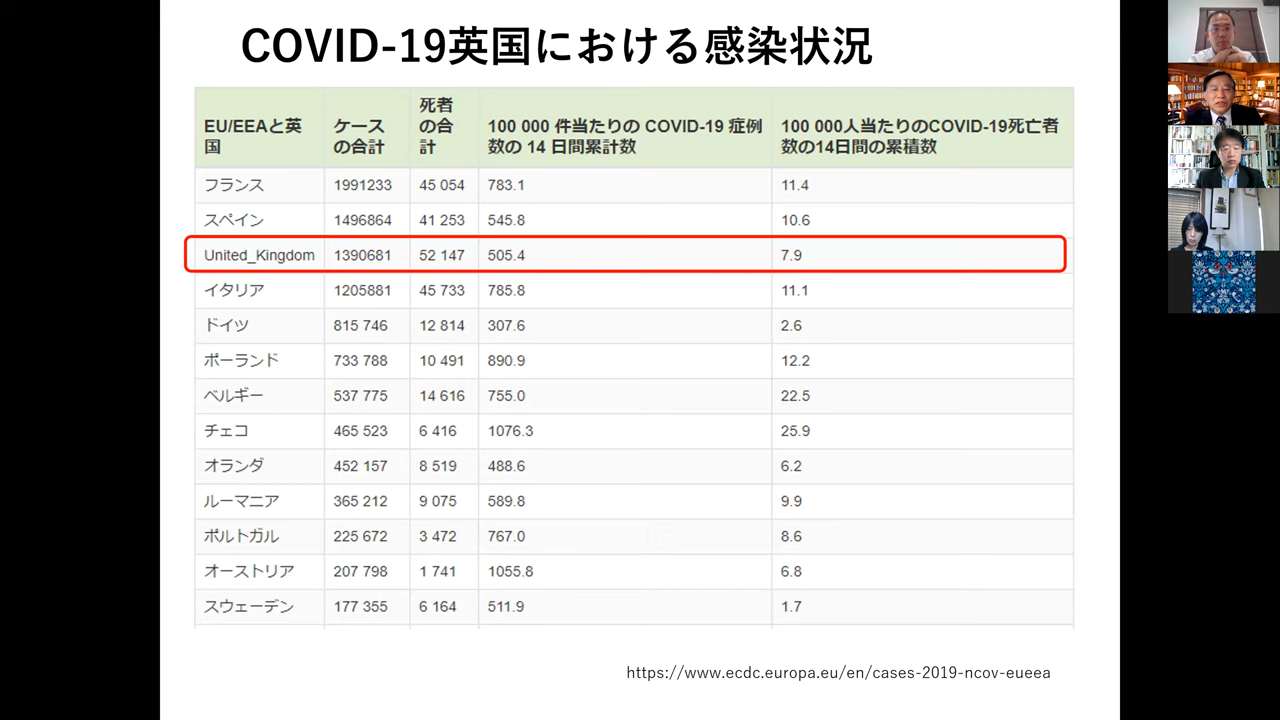 COVID-19英国における感染状況
EU/EEAと英国 ケースの合計 死者の合計 100 000 件当たりの COVID-19 症例数の 14 日間累計数 100 000人当たりのCOVID-19死亡者数の14日間の累積数
フランス 1991233 45 054 783.1 11.4
スペイン 1496864 41 253 545.8 10.6
United_Kingdom 1390681 52 147 505.4 7.9
イタリア 1205881 45 733 785.8 11.1
ドイツ 815 746 12 814 307.6 2.6
ポーランド 733 788 10 491 890.9 12.2
ベルギー 537 775 14 616 755.0 22.5
チェコ 465 523 6 416 1076.3 25.9
オランダ 452 157 8 519 488.6 6.2
ルーマニア 365 212 9 075 589.8 9.9
ポルトガル 225 672 3 472 767.0 8.6
オーストリア 207 798 1 741 1055.8 6.8
スウェーデン 177 355 6 164 511.9 1.7
https://www.ecdc.europa.eu/en/cases-2019-ncov-eueea